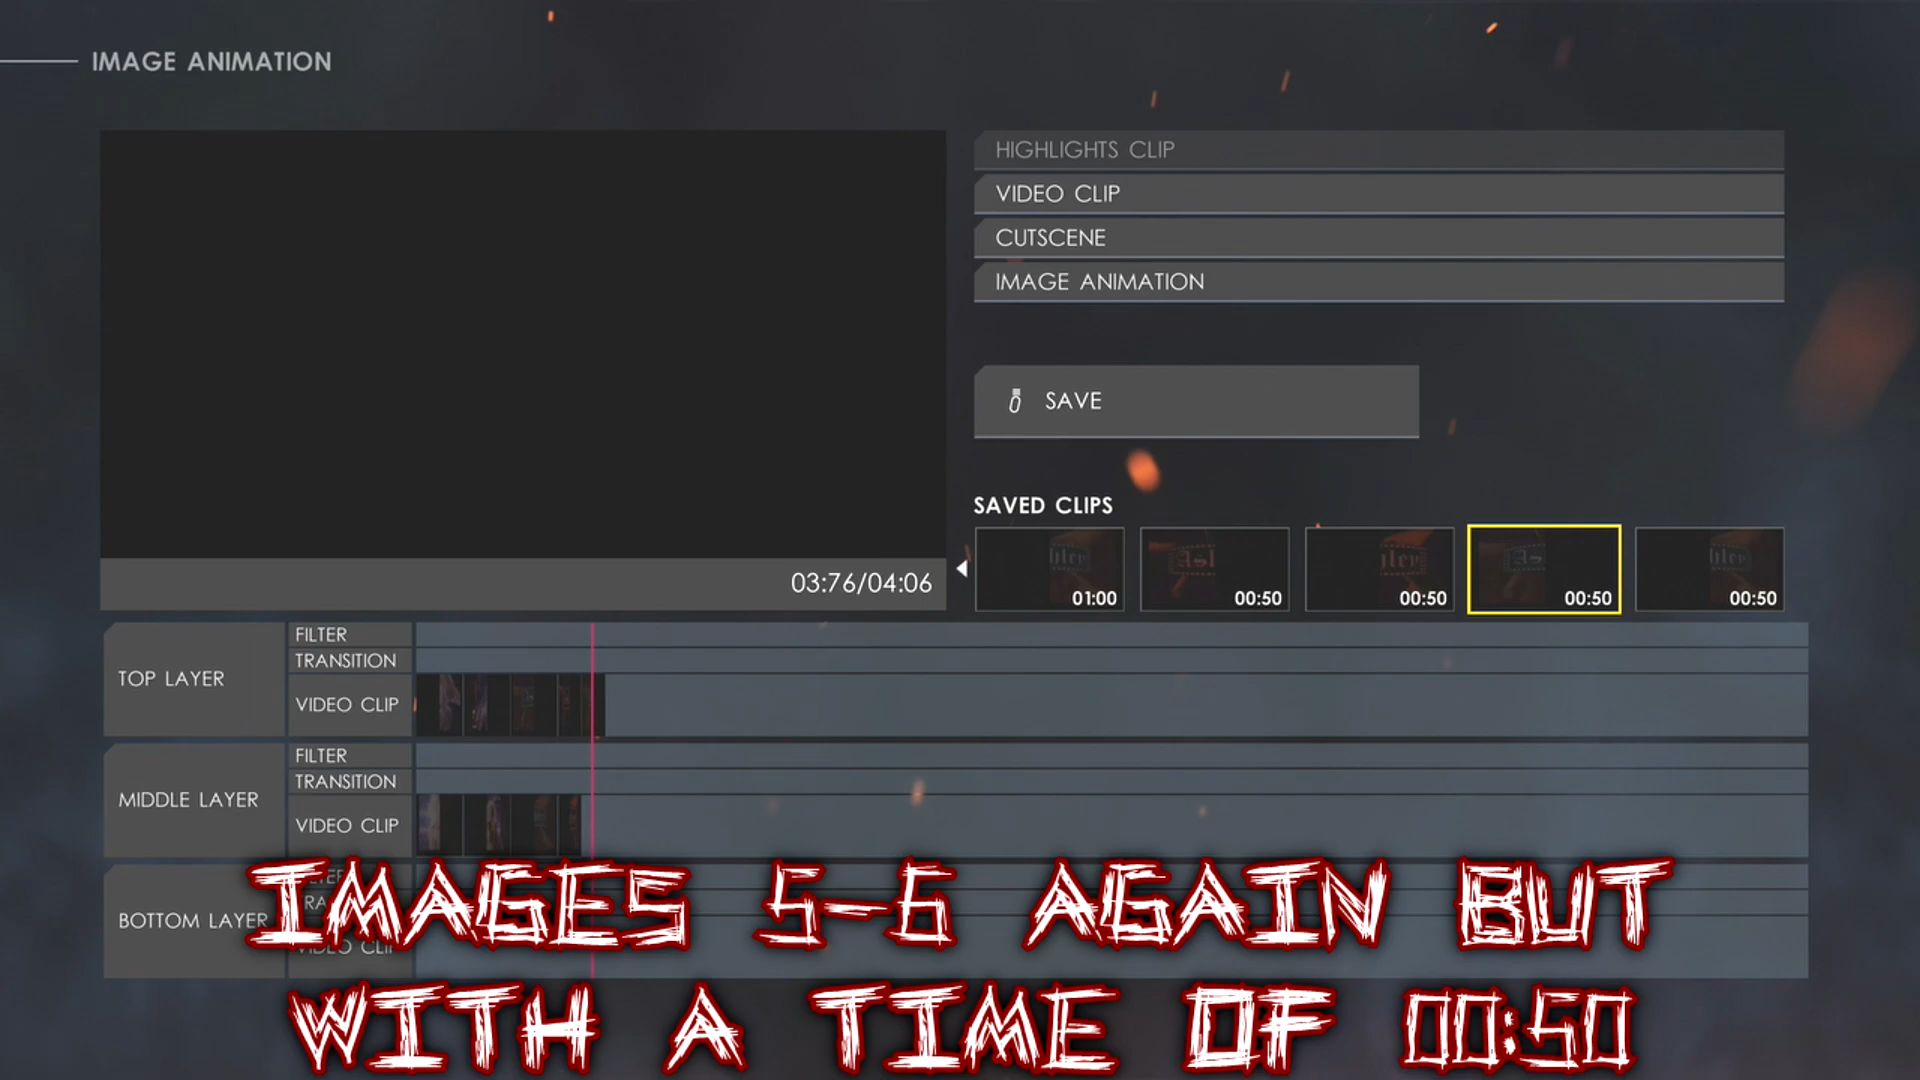 IMAGE ANIMATION
HIGHLIGHTS CLIP
VIDEO CLIP
CUTSCENE
IMAGE ANIMATION
SAVE
SAVED CLIPS
03:76/04:06
01:00
00:50
00:50
00:50
00:50
TOP LAYER
FILTER
TRANSITION
VIDEO CLIP
MIDDLE LAYER
FILTER
TRANSITION
VIDEO CLIP
BOTTOM LAYER
VIDEO CLIP
IMAGES 5-6 AGAIN BUT
WITH A TIME OF 00:50